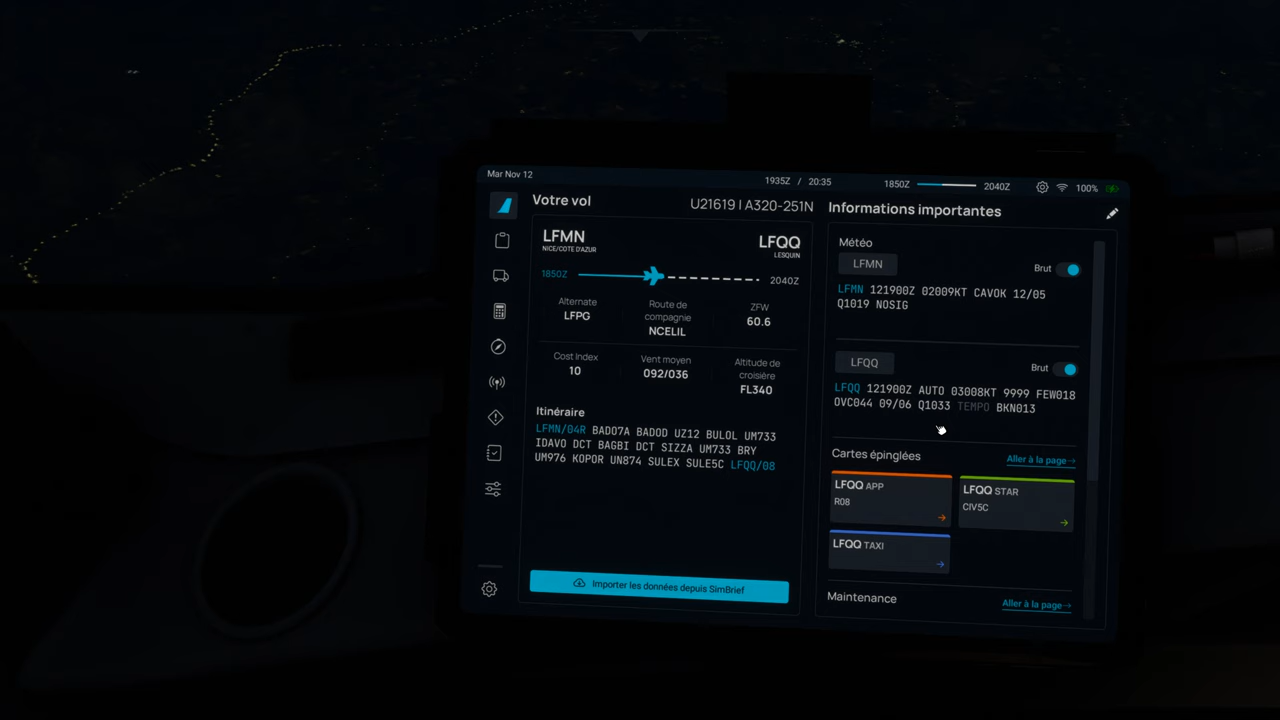 Mar Nov 12
1935Z / 20:35
1850Z
2040Z
100%
Votre vol
U21619 | A320-251N
LFMN
NICE/COTE D'AZUR
LFQQ
LESQUIN
1850Z
2040Z
Alternate
LFPG
Route de
compagnie
NCELIL
ZFW
60.6
Cost Index
10
Vent moyen
092/036
Altitude de
croisière
FL340
Itinéraire
LFMN/04R BADO7A BADOD UZ12 BULOL UM733
IDAVO DCT BAGBI DCT SIZZA UM733 BRY
UM976 KOPOR UN874 SULEX SULE5C LFQQ/08
Importer les données depuis SimBrief
Informations importantes
Météo
LFMN
Brut
LFMN 121900Z 02009KT CAVOK 12/05
Q1019 NOSIG
LFQQ
Brut
LFQQ 121900Z AUTO 03008KT 9999 FEW018
OVC044 09/06 Q1033 TEMPO BKN013
Cartes épinglées
Aller à la page
LFQQ APP
R08
LFQQ STAR
CIV5C
LFQQ TAXI
Maintenance
Aller à la page